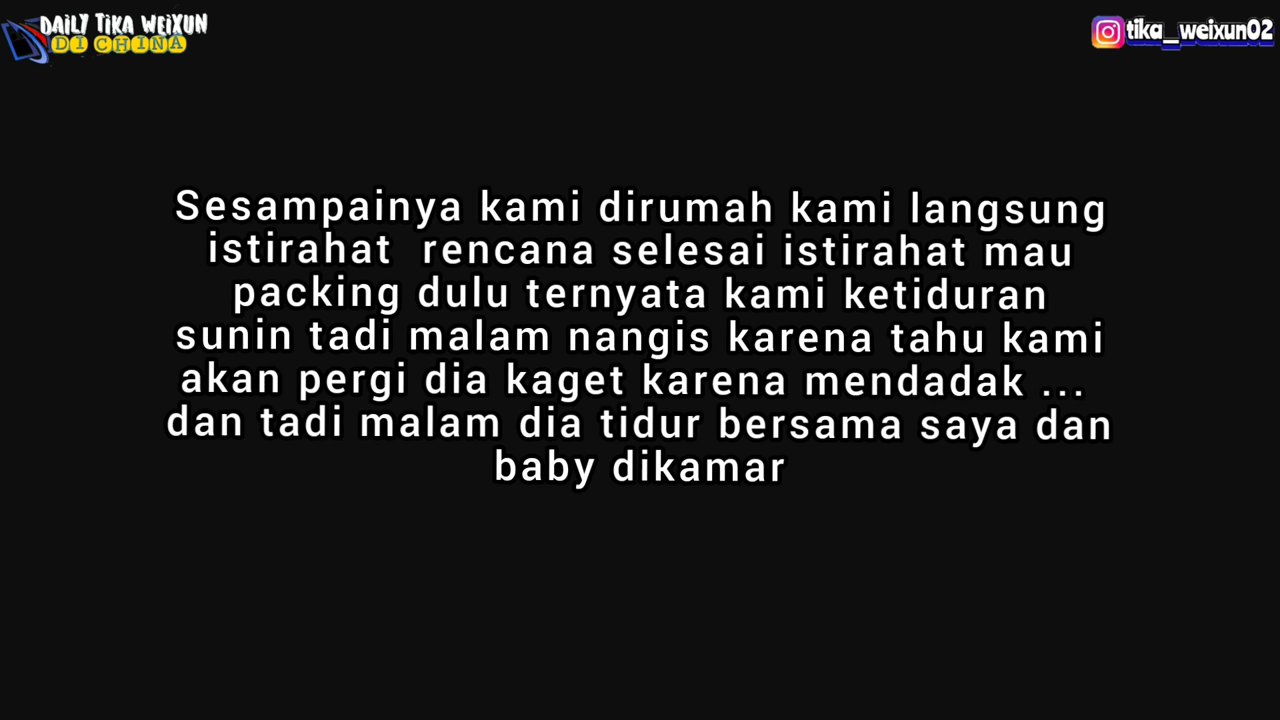 DAILY TIKA WEIXUN
DI CHINA
tika_weixun02
Sesampainya kami dirumah kami langsung
istirahat rencana selesai istirahat mau
packing dulu ternyata kami ketiduran
sunin tadi malam nangis karena tahu kami
akan pergi dia kaget karena mendadak ...
dan tadi malam dia tidur bersama saya dan
baby dikamar